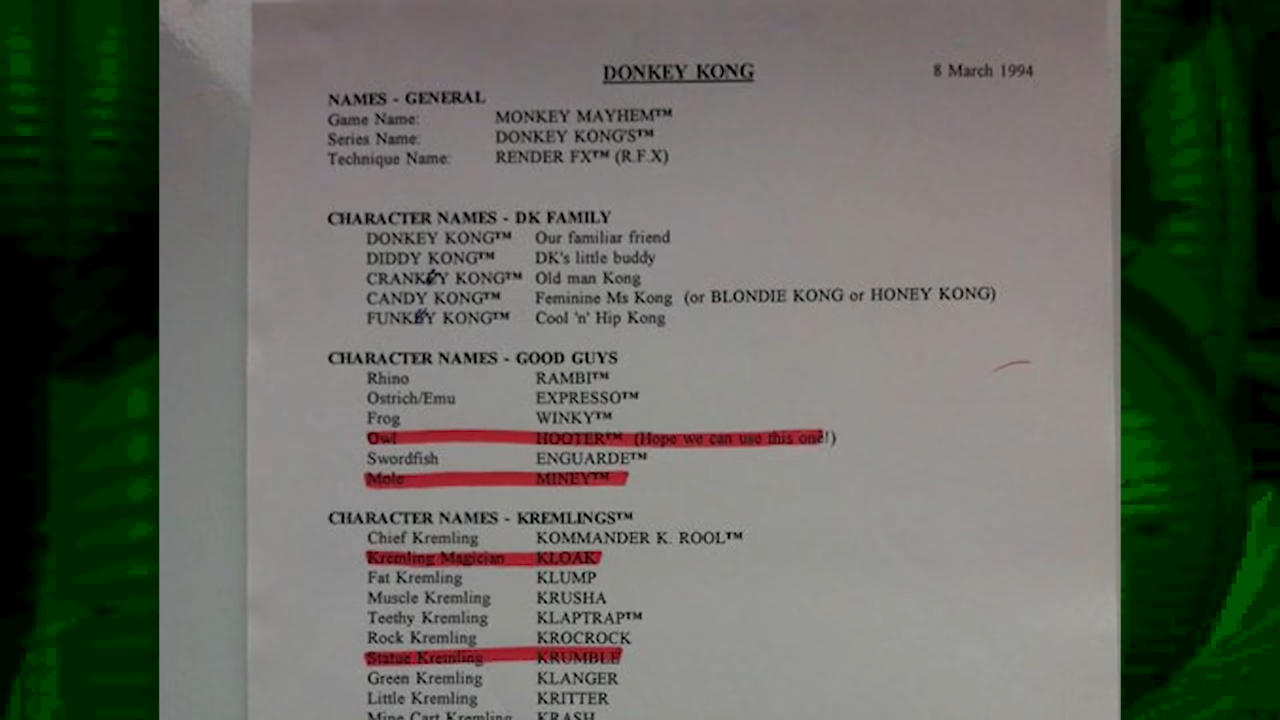 DONKEY KONG 8 March 1994
NAMES - GENERAL
Game Name: MONKEY MAYHEM™
Series Name: DONKEY KONG'S™
Technique Name: RENDER FX™ (R.F.X)
CHARACTER NAMES - DK FAMILY
DONKEY KONG™ Our familiar friend
DIDDY KONG™ DK's little buddy
CRANKEY KONG™ Old man Kong
CANDY KONG™ Feminine Ms Kong (or BLONDIE KONG or HONEY KONG)
FUNKEY KONG™ Cool 'n' Hip Kong
CHARACTER NAMES - GOOD GUYS
Rhino RAMBI™
Ostrich/Emu EXPRESSO™
Frog WINKY™
Owl HOOTER™ (Hope we can use this one!)
Swordfish ENGUARDE™
Mole MINEY™
CHARACTER NAMES - KREMLINGS™
Chief Kremling KOMMANDER K. ROOL™
Kremling Magician KLOAK
Fat Kremling KLUMP
Muscle Kremling KRUSHA
Teethy Kremling KLAPTRAP™
Rock Kremling KROCROCK
Statue Kremling KRUMBLE
Green Kremling KLANGER
Little Kremling KRITTER
Mine Cart Kremling KRASH